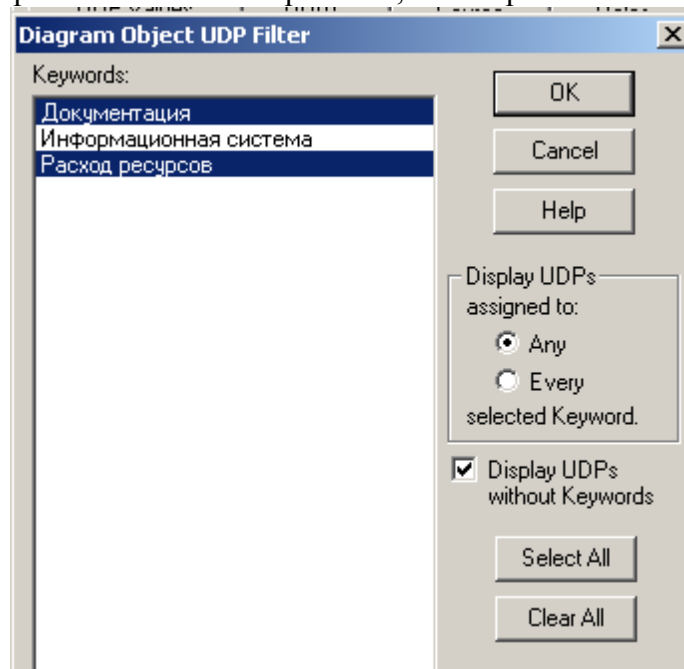 Diagram Object UDP Filter
Keywords:
Документация
Информационная система
Расход ресурсов
OK
Cancel
Help
Display UDPs
assigned to:
Any
Every
selected Keyword.
Display UDPs
without Keywords
Select All
Clear All